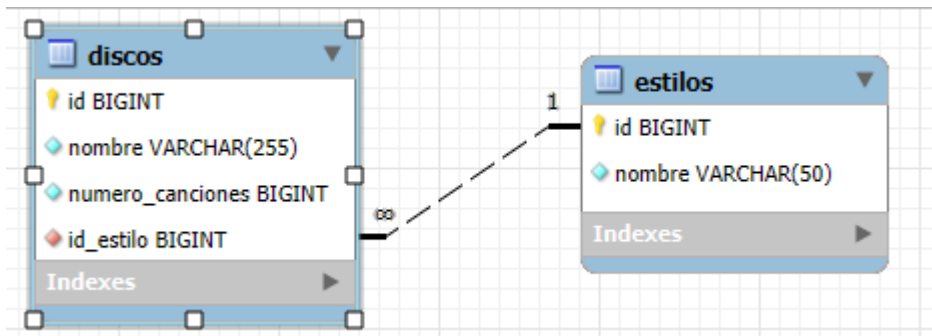 discos
id BIGINT
nombre VARCHAR(255)
numero_canciones BIGINT
id_estilo BIGINT
Indexes
∞
1
estilos
id BIGINT
nombre VARCHAR(50)
Indexes